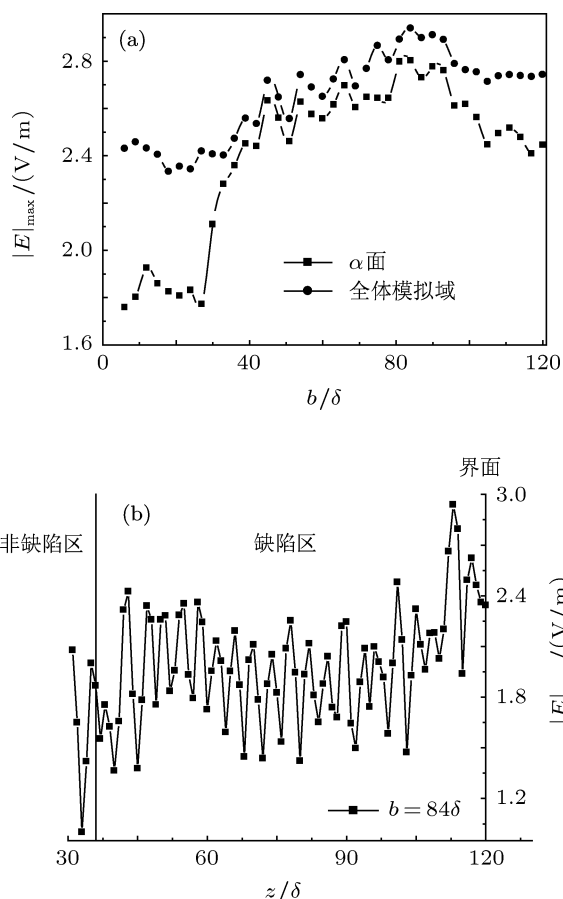 (a)
2.8
2.4
2.0
1.6
|E|max/(V/m)
α面
全体模拟域
0 40 80 120
b/δ
界面
(b)
非缺陷区 缺陷区
3.0
2.4
1.8
1.2
|E| /(V/m)
b = 84δ
30 60 90 120
z/δ